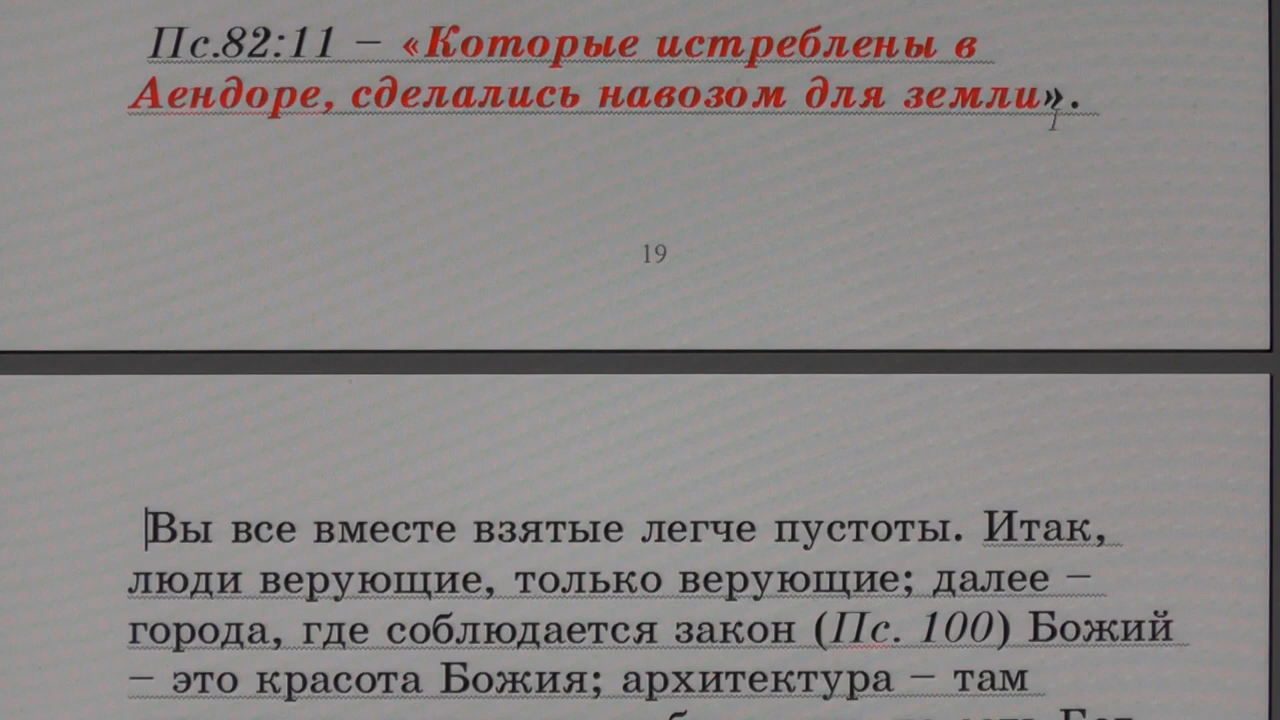 Пс.82:11 – «Которые истреблены в
Аендоре, сделались навозом для земли».
19
Вы все вместе взятые легче пустоты. Итак,
люди верующие, только верующие; далее –
города, где соблюдается закон (Пс. 100) Божий
– это красота Божия; архитектура – там